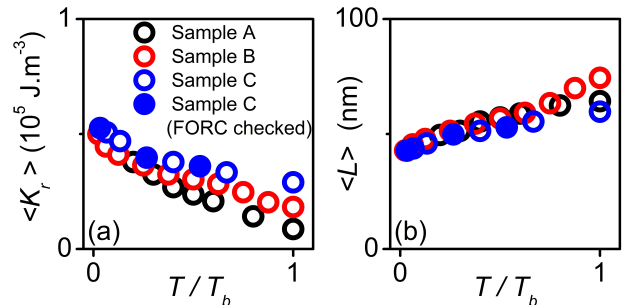 1
<K_r> (10^5 J.m^-3)
0
Sample A
Sample B
Sample C
Sample C
(FORC checked)
(a)
0
1
T / T_b
100
<L> (nm)
0
(b)
0
1
T / T_b